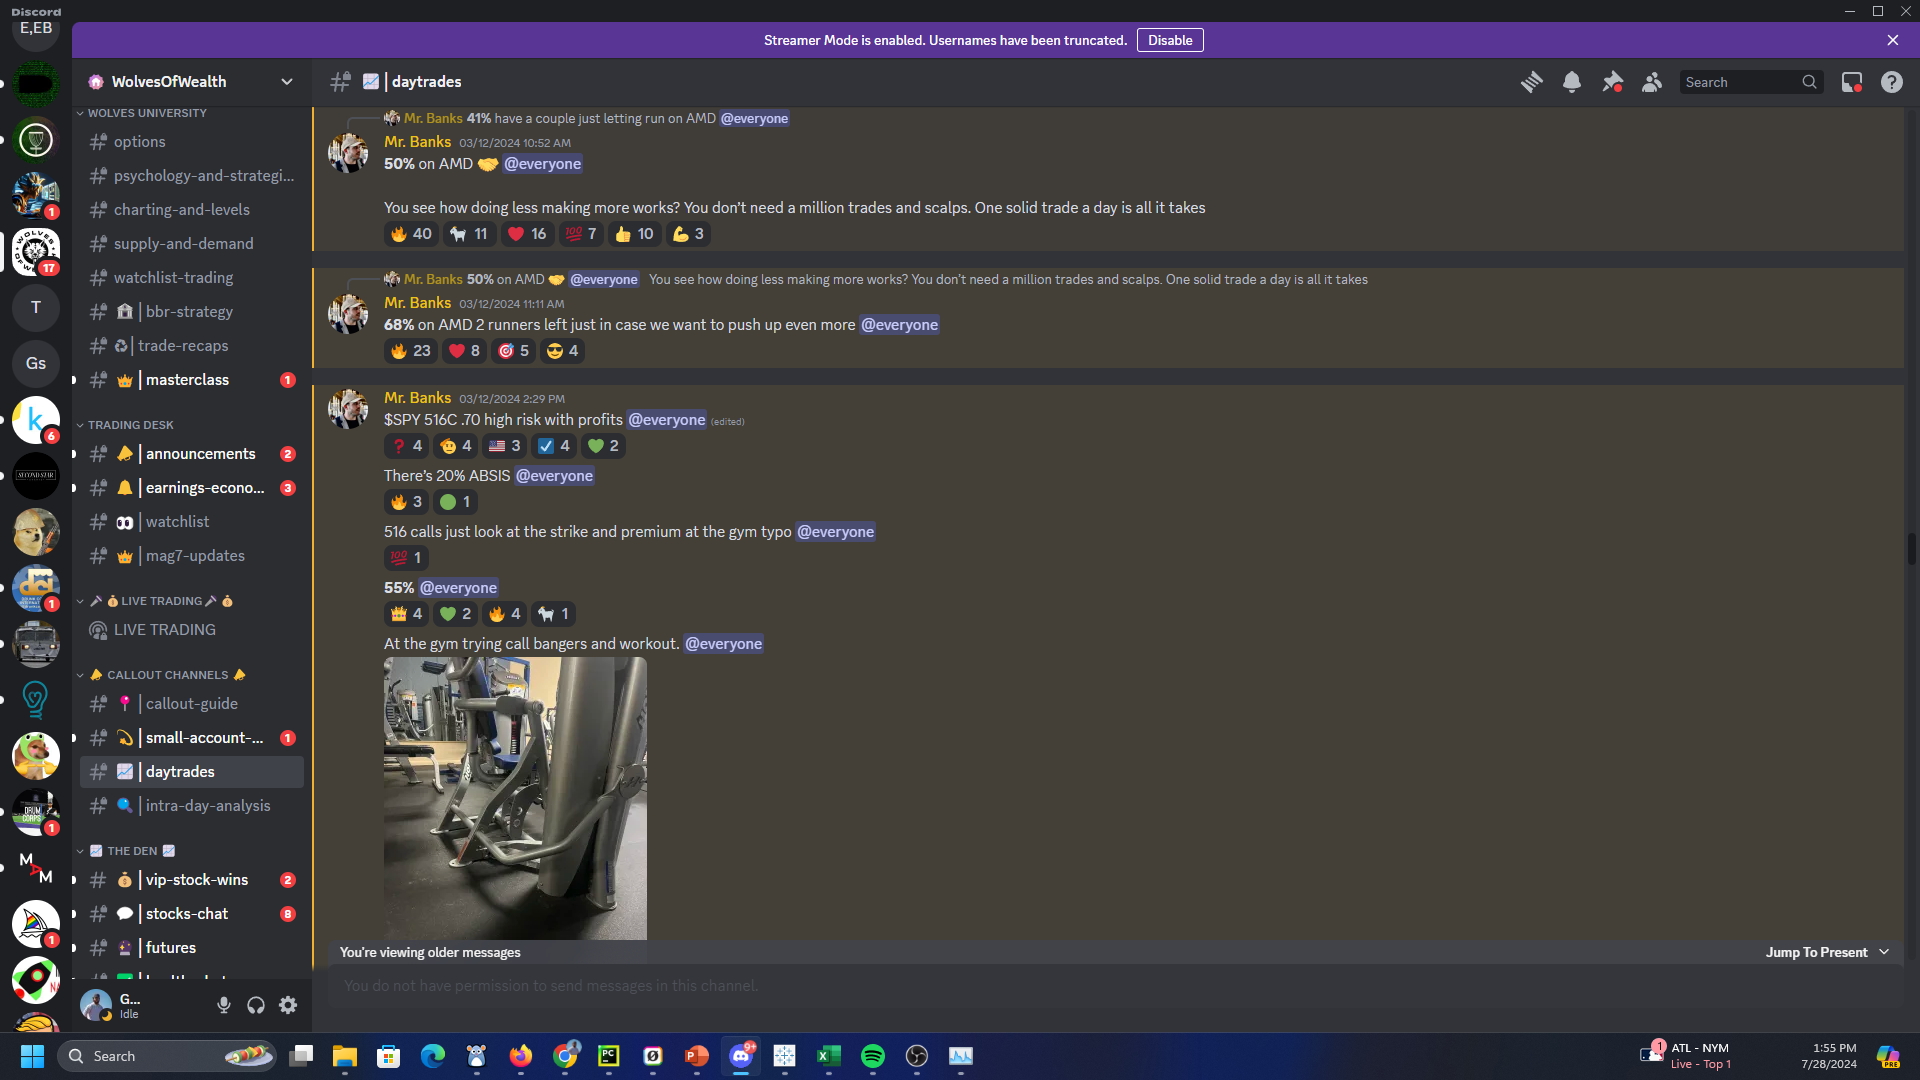 Discord
E,EB
Streamer Mode is enabled. Usernames have been truncated. Disable
WolvesOfWealth
daytrades
Search
WOLVES UNIVERSITY
options
psychology-and-strategi...
charting-and-levels
supply-and-demand
watchlist-trading
bbr-strategy
trade-recaps
masterclass 1
TRADING DESK
announcements 2
earnings-econo... 3
watchlist
mag7-updates
LIVE TRADING
LIVE TRADING
CALLOUT CHANNELS
callout-guide
small-account-... 1
daytrades
intra-day-analysis
THE DEN
vip-stock-wins 2
stocks-chat 8
futures
1
WOLVES OF W
17
T
Gs
k
6
SECOND STAR
dci
1
DRUM CORPS
1
M A M
1
G...
Idle
Mr. Banks 41% have a couple just letting run on AMD @everyone
Mr. Banks 03/12/2024 10:52 AM
50% on AMD @everyone
You see how doing less making more works? You don't need a million trades and scalps. One solid trade a day is all it takes
40 11 16 7 10 3
Mr. Banks 50% on AMD @everyone You see how doing less making more works? You don't need a million trades and scalps. One solid trade a day is all it takes
Mr. Banks 03/12/2024 11:11 AM
68% on AMD 2 runners left just in case we want to push up even more @everyone
23 8 5 4
Mr. Banks 03/12/2024 2:29 PM
$SPY 516C .70 high risk with profits @everyone (edited)
4 4 3 4 2
There's 20% ABSIS @everyone
3 1
516 calls just look at the strike and premium at the gym typo @everyone
1
55% @everyone
4 2 4 1
At the gym trying call bangers and workout. @everyone
You're viewing older messages
Jump To Present
You do not have permission to send messages in this channel.
Search
PC
9+
1
ATL - NYM
Live - Top 1
1:55 PM
7/28/2024
PRE